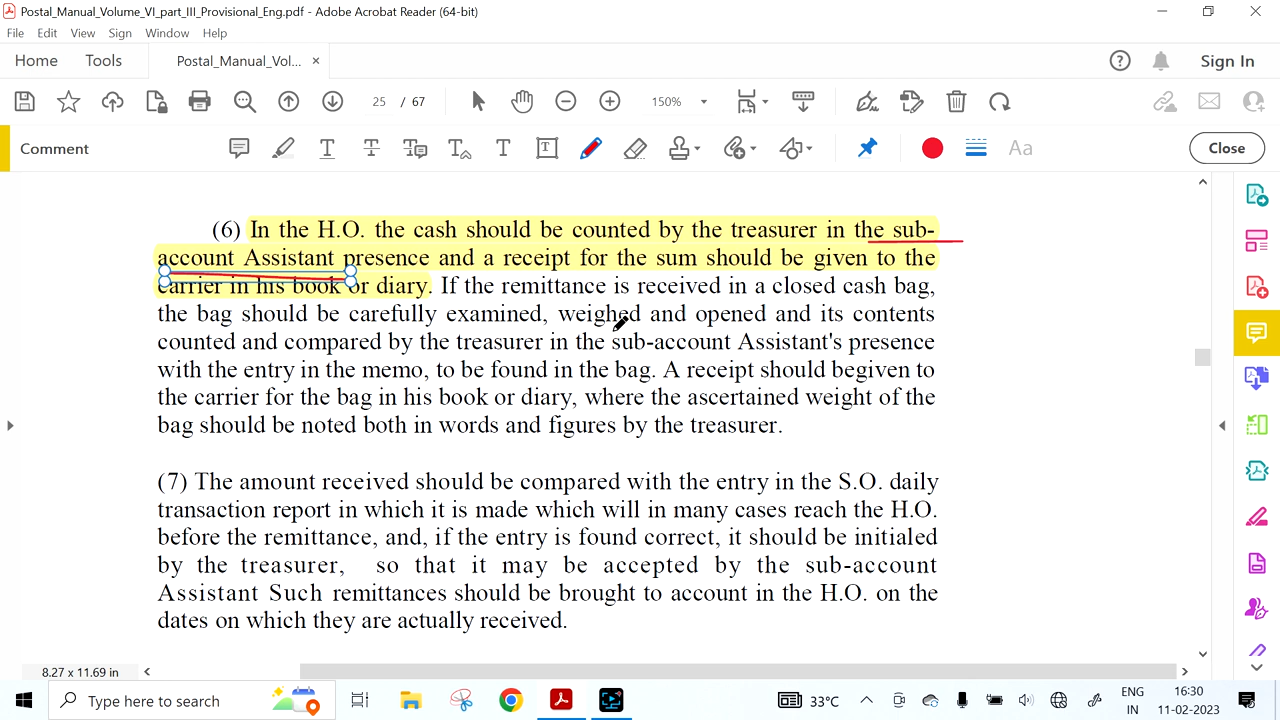 Postal_Manual_Volume_VI_part_III_Provisional_Eng.pdf - Adobe Acrobat Reader (64-bit)
File Edit View Sign Window Help
Home Tools Postal_Manual_Vol... × Sign In
25 / 67 150%
Comment Aa Close
(6) In the H.O. the cash should be counted by the treasurer in the sub-
account Assistant presence and a receipt for the sum should be given to the
carrier in his book or diary. If the remittance is received in a closed cash bag,
the bag should be carefully examined, weighed and opened and its contents
counted and compared by the treasurer in the sub-account Assistant's presence
with the entry in the memo, to be found in the bag. A receipt should begiven to
the carrier for the bag in his book or diary, where the ascertained weight of the
bag should be noted both in words and figures by the treasurer.
(7) The amount received should be compared with the entry in the S.O. daily
transaction report in which it is made which will in many cases reach the H.O.
before the remittance, and, if the entry is found correct, it should be initialed
by the treasurer, so that it may be accepted by the sub-account
Assistant Such remittances should be brought to account in the H.O. on the
dates on which they are actually received.
8.27 x 11.69 in
Type here to search 33°C ENG 16:30
IN 11-02-2023